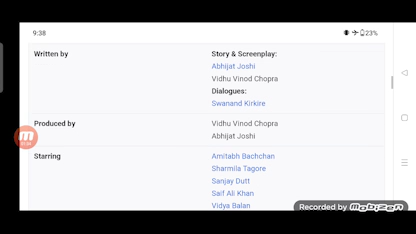 9:38
23%
Written by
Story & Screenplay:
Abhijat Joshi
Vidhu Vinod Chopra
Dialogues:
Swanand Kirkire
Produced by
Vidhu Vinod Chopra
Abhijat Joshi
Starring
Amitabh Bachchan
Sharmila Tagore
Sanjay Dutt
Saif Ali Khan
Vidya Balan
Recorded by Mobizen